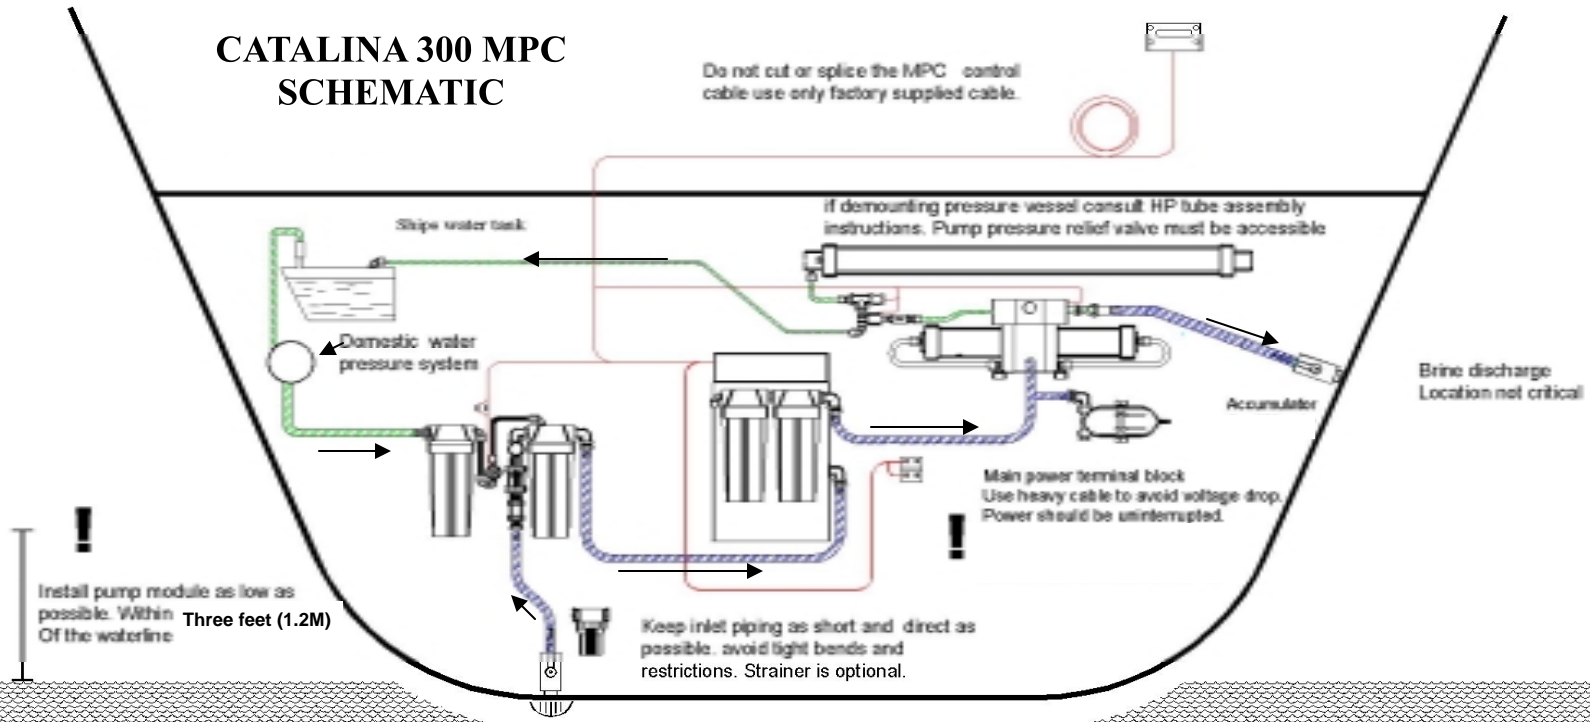 CATALINA 300 MPC
SCHEMATIC
Do not cut or splice the MPC control
cable use only factory supplied cable.
if demounting pressure vessel consult HP tube assembly
instructions. Pump pressure relief valve must be accessible
Ships water tank
Domestic water
pressure system
Brine discharge
Location not critical
Accumulator
Main power terminal block
Use heavy cable to avoid voltage drop.
Power should be uninterrupted.
!
!
Install pump module as low as
possible. Within Three feet (1.2M)
Of the waterline
Keep inlet piping as short and direct as
possible. avoid tight bends and
restrictions. Strainer is optional.